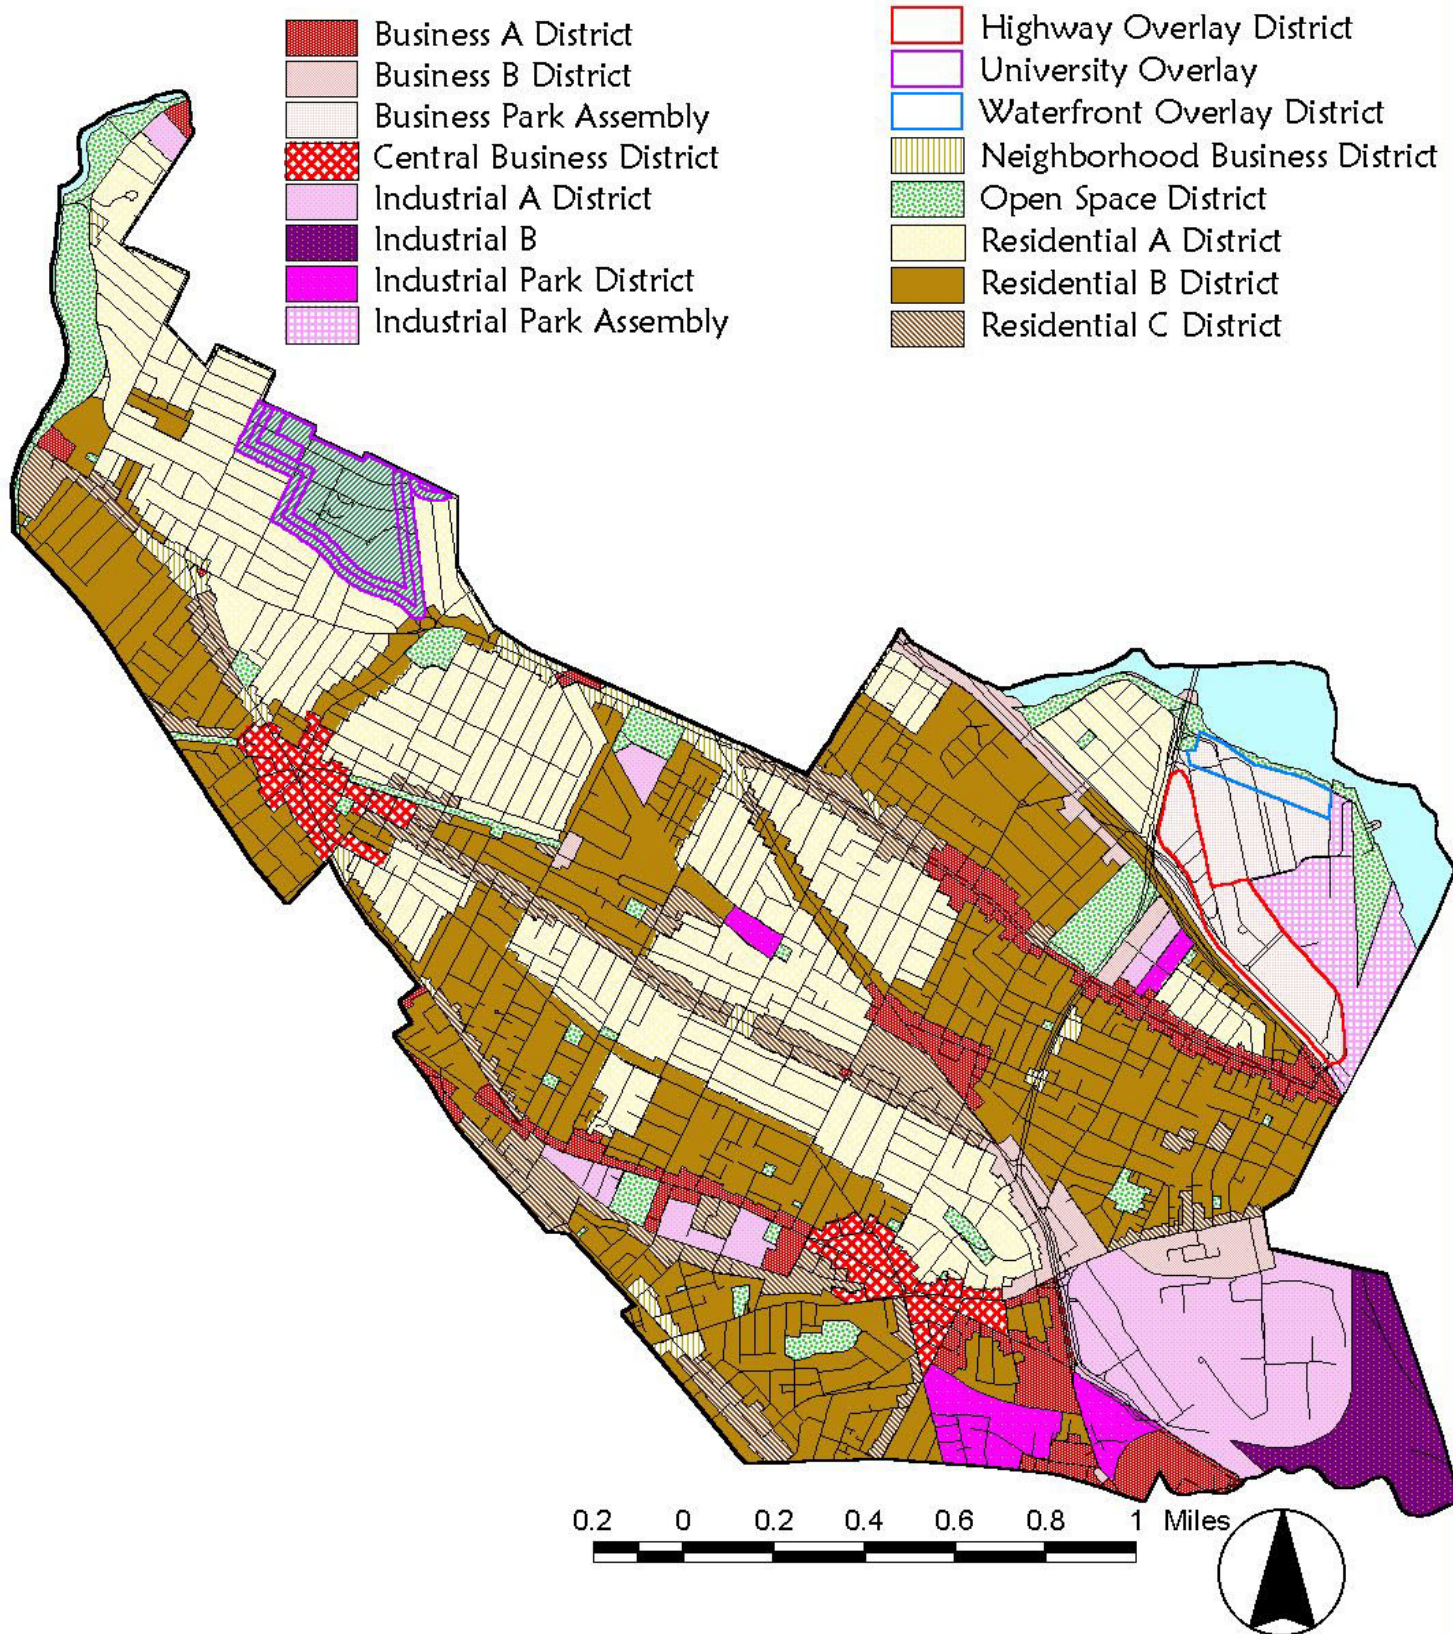 Business A District
Business B District
Business Park Assembly
Central Business District
Industrial A District
Industrial B
Industrial Park District
Industrial Park Assembly
Highway Overlay District
University Overlay
Waterfront Overlay District
Neighborhood Business District
Open Space District
Residential A District
Residential B District
Residential C District
0.2 0 0.2 0.4 0.6 0.8 1 Miles